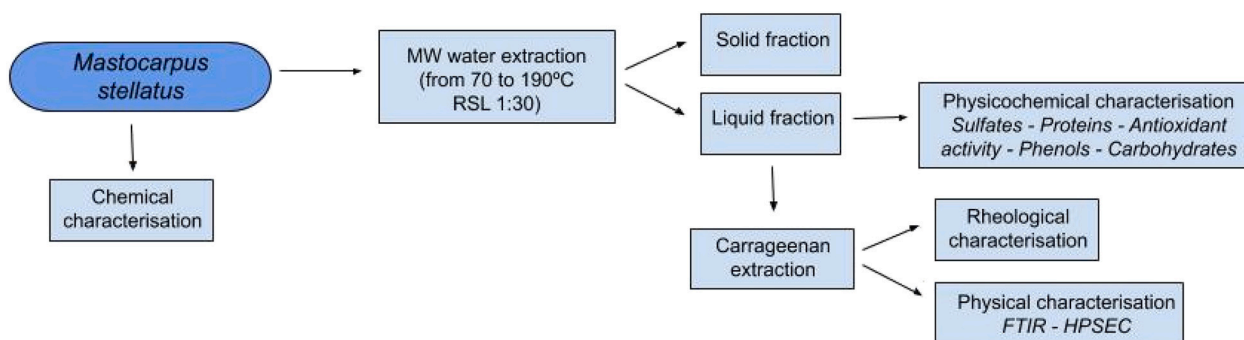 Mastocarpus
stellatus
MW water extraction
(from 70 to 190ºC
RSL 1:30)
Solid fraction
Liquid fraction
Physicochemical characterisation
Sulfates - Proteins - Antioxidant
activity - Phenols - Carbohydrates
Chemical
characterisation
Carrageenan
extraction
Rheological
characterisation
Physical characterisation
FTIR - HPSEC